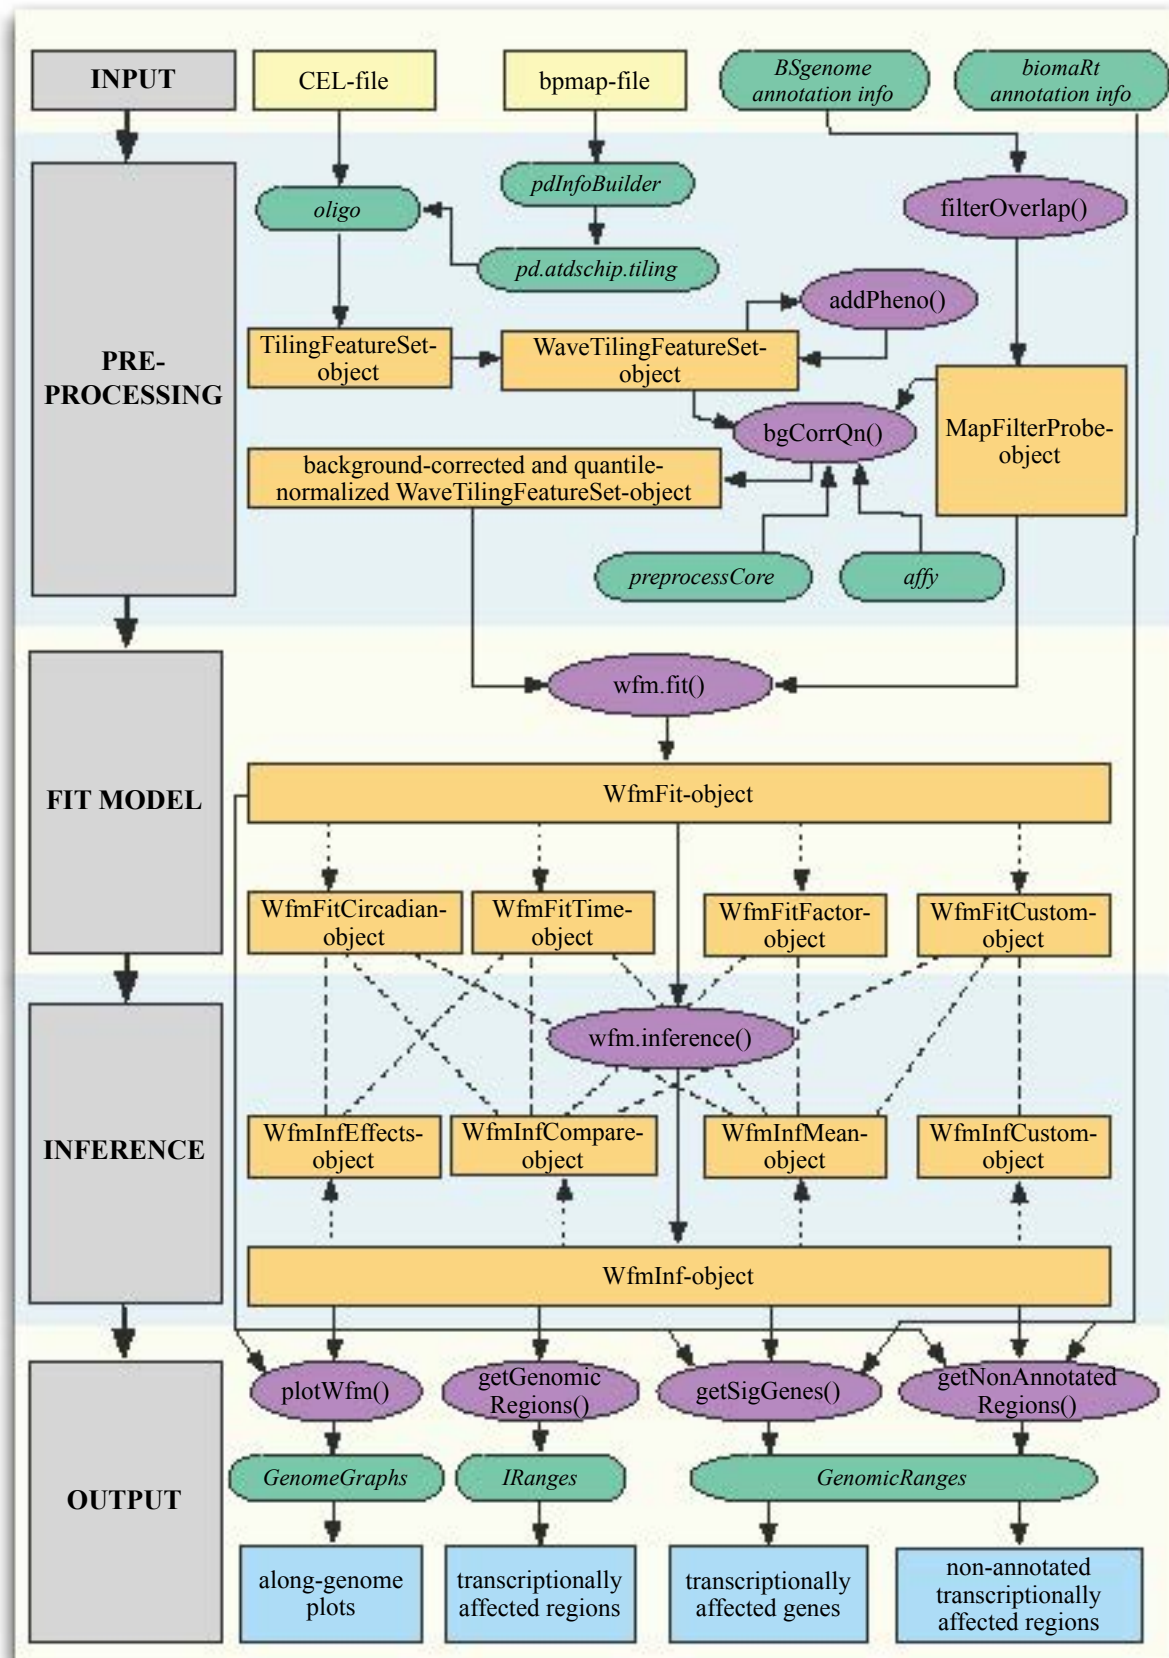 INPUT
CEL-file
bpmap-file
BSgenome
annotation info
biomaRt
annotation info
PRE-
PROCESSING
oligo
pdInfoBuilder
pd.atdschip.tiling
filterOverlap()
addPheno()
TilingFeatureSet-
object
WaveTilingFeatureSet-
object
bgCorrQn()
MapFilterProbe-
object
background-corrected and quantile-
normalized WaveTilingFeatureSet-object
preprocessCore
affy
FIT MODEL
wfm.fit()
WfmFit-object
WfmFitCircadian-
object
WfmFitTime-
object
WfmFitFactor-
object
WfmFitCustom-
object
INFERENCE
wfm.inference()
WfmInfEffects-
object
WfmInfCompare-
object
WfmInfMean-
object
WfmInfCustom-
object
WfmInf-object
OUTPUT
plotWfm()
getGenomic
Regions()
getSigGenes()
getNonAnnotated
Regions()
GenomeGraphs
IRanges
GenomicRanges
along-genome
plots
transcriptionally
affected regions
transcriptionally
affected genes
non-annotated
transcriptionally
affected regions